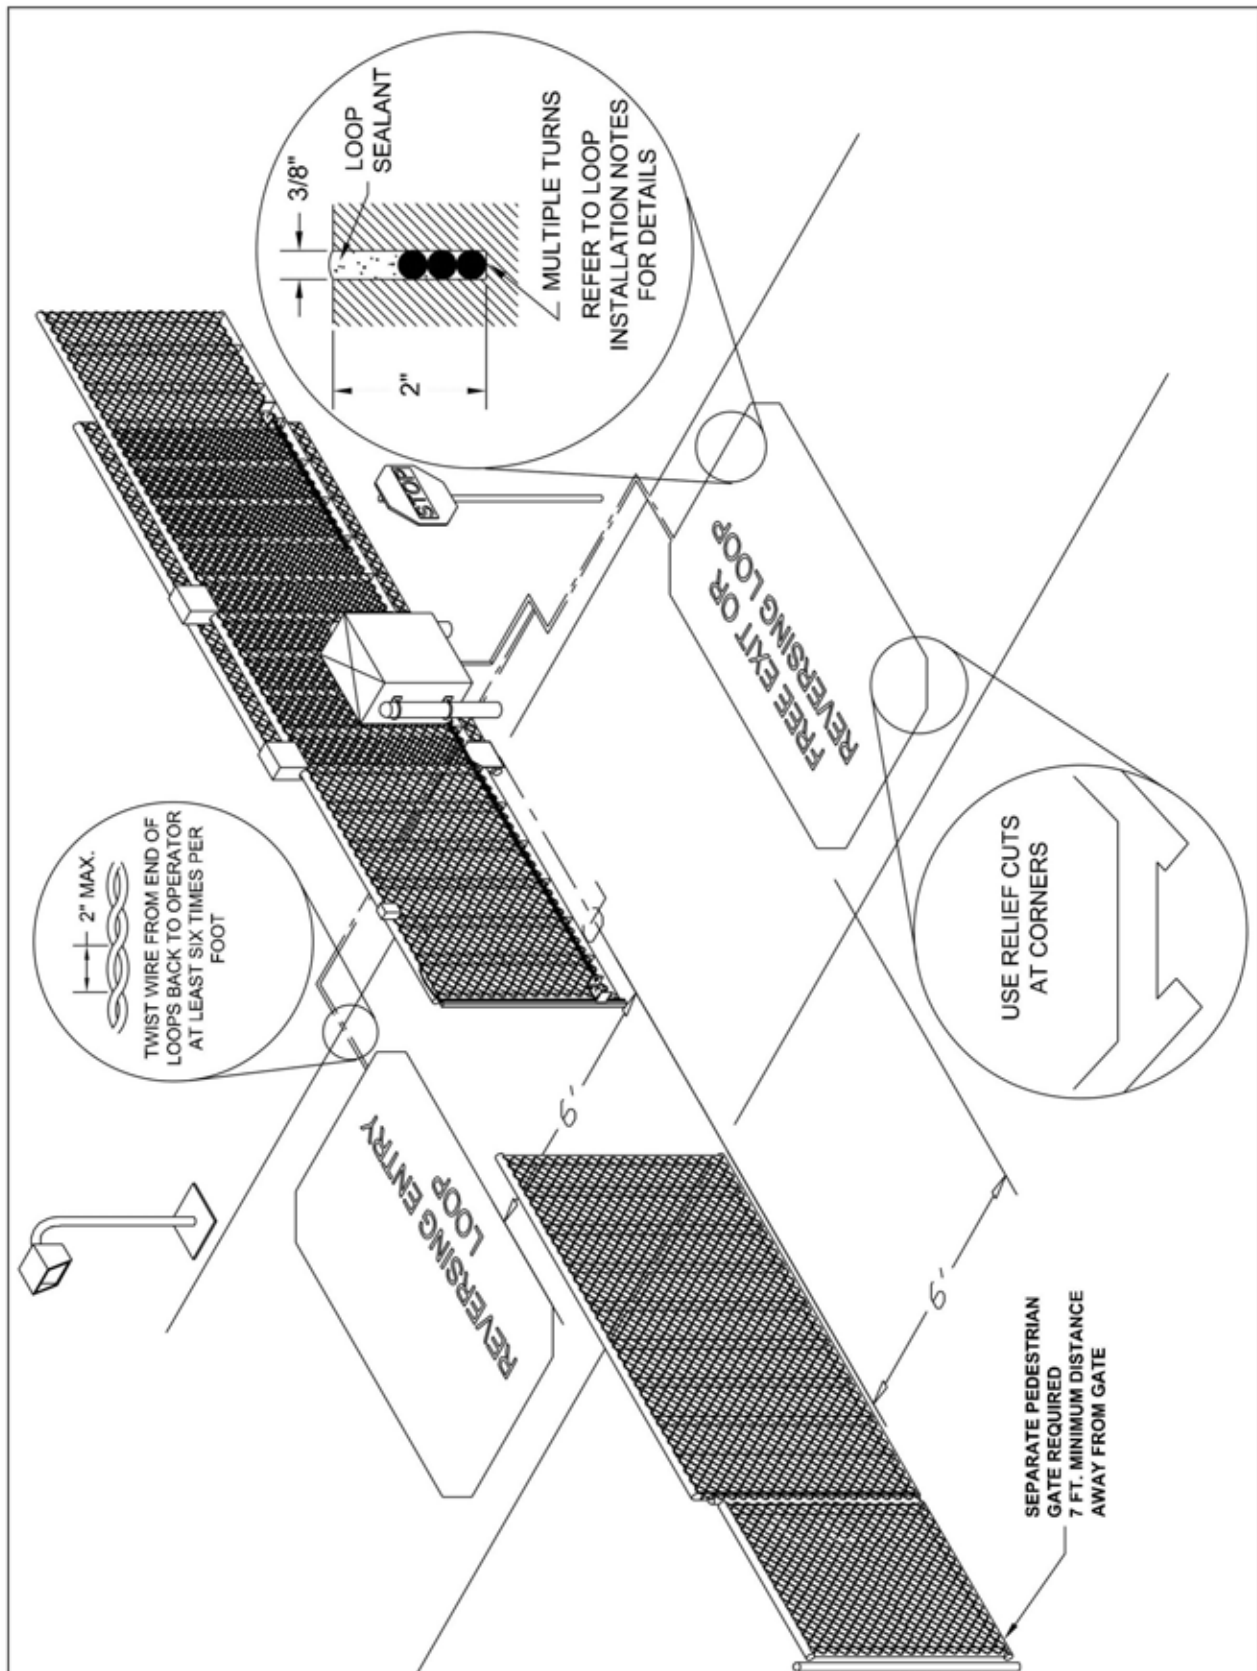 2" MAX.
TWIST WIRE FROM END OF
LOOPS BACK TO OPERATOR
AT LEAST SIX TIMES PER
FOOT
3/8"
LOOP
SEALANT
2"
MULTIPLE TURNS
REFER TO LOOP
INSTALLATION NOTES
FOR DETAILS
STOP
REVERSING ENTRY
LOOP
6'
FREE EXIT OR
REVERSING LOOP
6'
USE RELIEF CUTS
AT CORNERS
SEPARATE PEDESTRIAN
GATE REQUIRED
7 FT. MINIMUM DISTANCE
AWAY FROM GATE